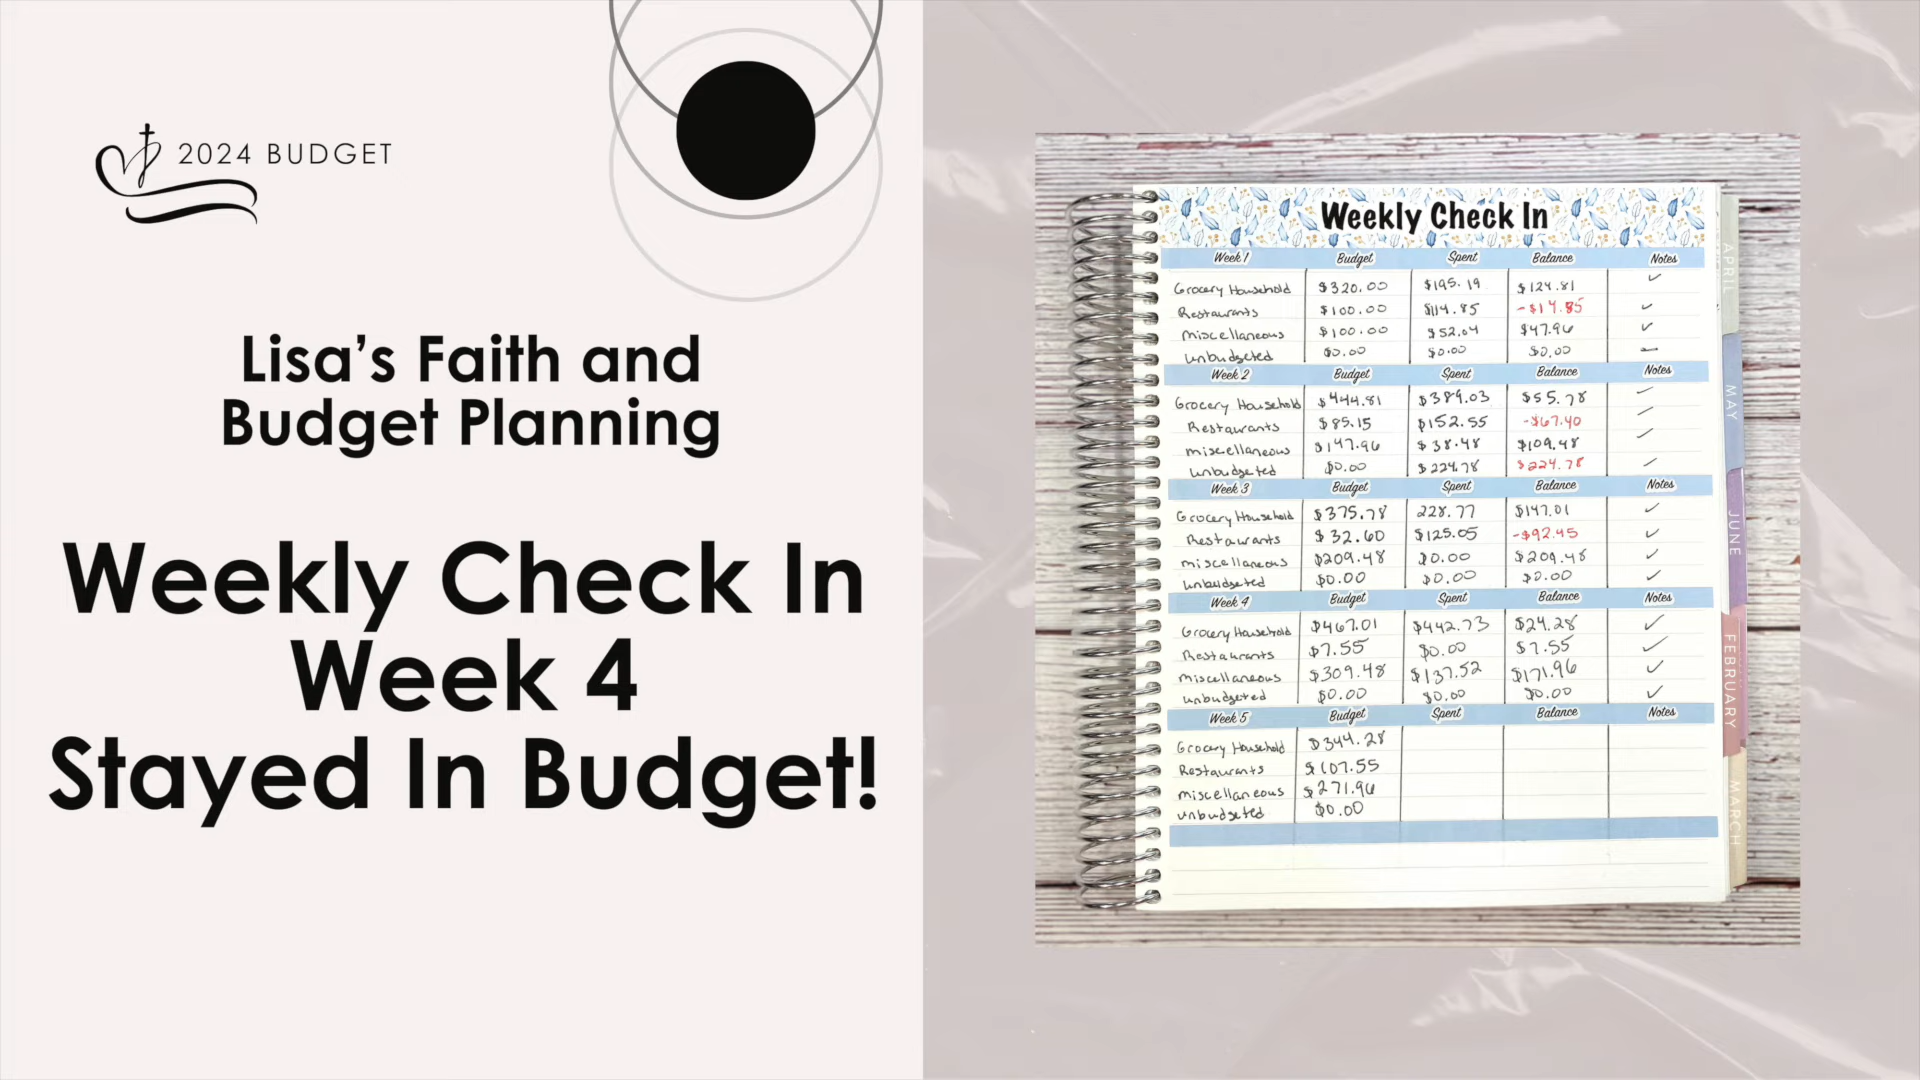 2024 BUDGET
Lisa's Faith and
Budget Planning
Weekly Check In
Week 4
Stayed In Budget!
Weekly Check In
Week 1 Budget Spent Balance Notes
Grocery Household $320.00 $195.19 $124.81 ✓
Restaurants $100.00 $114.85 -$14.85 ✓
miscellaneous $100.00 $52.04 $47.96 ✓
unbudgeted $0.00 $0.00 $0.00
Week 2 Budget Spent Balance Notes
Grocery Household $444.81 $389.03 $55.78 ✓
Restaurants $85.15 $152.55 -$67.40 ✓
miscellaneous $147.96 $38.48 $109.48 ✓
unbudgeted $0.00 $224.78 $224.78 ✓
Week 3 Budget Spent Balance Notes
Grocery Household $375.78 228.77 $147.01 ✓
Restaurants $32.60 $125.05 -$92.45 ✓
miscellaneous $209.48 $0.00 $209.48 ✓
unbudgeted $0.00 $0.00 $0.00 ✓
Week 4 Budget Spent Balance Notes
Grocery Household $467.01 $442.73 $24.28 ✓
Restaurants $7.55 $0.00 $7.55 ✓
miscellaneous $309.48 $137.52 $171.96 ✓
unbudgeted $0.00 $0.00 $0.00 ✓
Week 5 Budget Spent Balance Notes
Grocery Household $344.28
Restaurants $107.55
miscellaneous $271.96
unbudgeted $0.00
APRIL
MAY
JUNE
FEBRUARY
MARCH